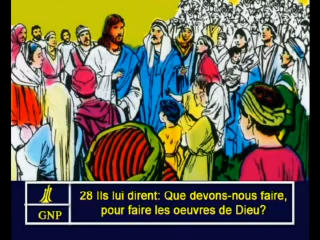 28 Ils lui dirent: Que devons-nous faire,
pour faire les oeuvres de Dieu?
GNP